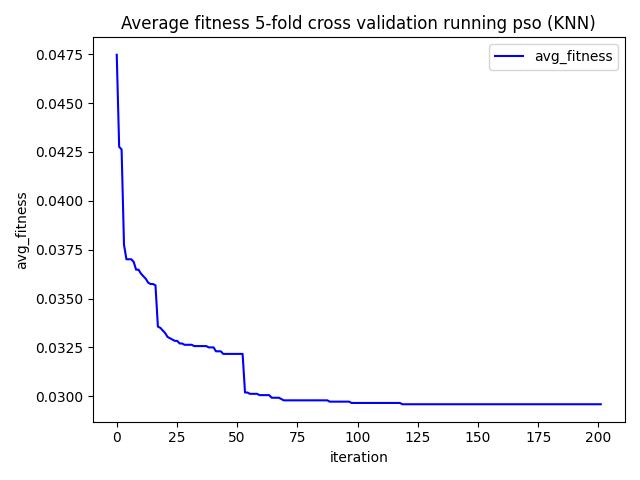 Average fitness 5-fold cross validation running pso (KNN)
avg_fitness
0.0475
0.0450
0.0425
0.0400
0.0375
0.0350
0.0325
0.0300
avg_fitness
0 25 50 75 100 125 150 175 200
iteration